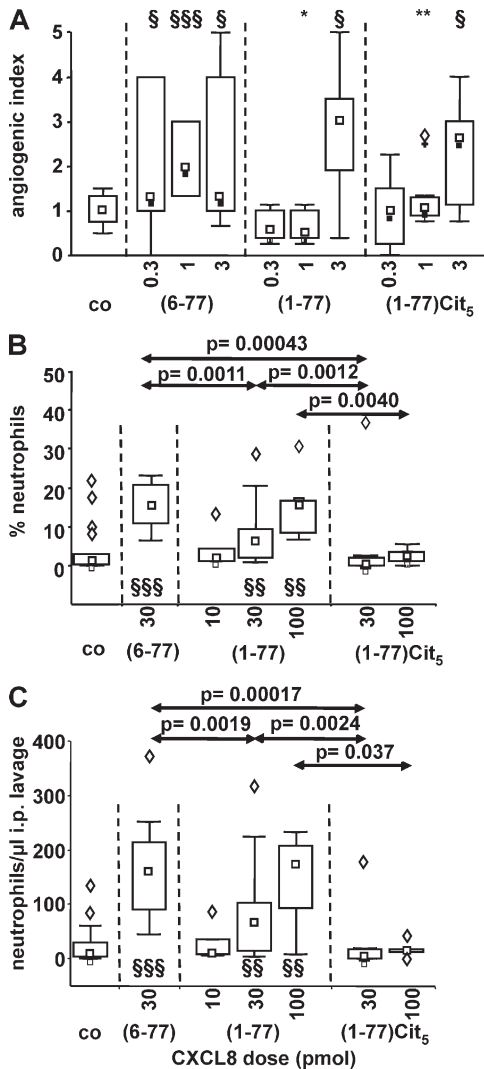 A
§ §§§ § * § ** §
angiogenic index
5
4
3
2
1
0
0.3 1 3 0.3 1 3 0.3 1 3
co (6-77) (1-77) (1-77)Cit5
B
p= 0.00043
p= 0.0011 p= 0.0012
p= 0.0040
% neutrophils
50
40
30
20
10
0
§§§ §§ §§
30 10 30 100 30 100
co (6-77) (1-77) (1-77)Cit5
C
p= 0.00017
p= 0.0019 p= 0.0024
p= 0.037
neutrophils/µl i.p. lavage
400
300
200
100
0
§§§ §§ §§
30 10 30 100 30 100
co (6-77) (1-77) (1-77)Cit5
CXCL8 dose (pmol)